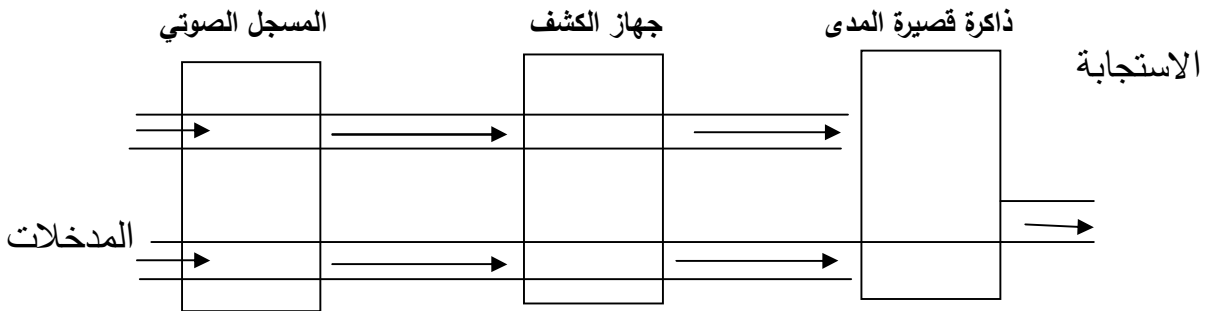 ذاكرة قصيرة المدى
جهاز الكشف
المسجل الصوتي
الاستجابة
المدخلات